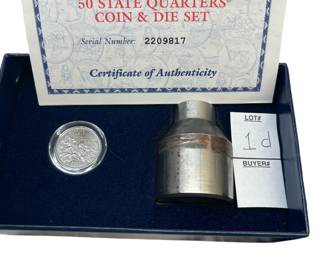 50 STATE QUARTERS®
COIN & DIE SET
Serial Number: 2209817
Certificate of Authenticity
LOT#
1d
BUYER#